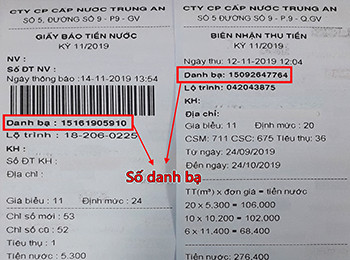 CTY CP CẤP NƯỚC TRUNG AN
SỐ 5, ĐƯỜNG SỐ 9 - P9 - GV
GIẤY BÁO TIỀN NƯỚC
KỲ 11/2019
NV :
Số ĐT NV :
Ngày thông báo :14-11-2019 13:54
Danh bạ : 15161905910
Lộ trình : 18-206-0225
KH :
Số ĐT KH :
Địa chỉ :
Giá biểu : 11 Định mức : 24
Chỉ số mới : 53
Chỉ số cũ : 52
Tiêu thụ : 1
Tiền nước : 5.300
Số danh bạ
CTY CP CẤP NƯỚC TRUNG AN
SỐ 5, ĐƯỜNG SỐ 9 - P.9 - Q.GV
BIÊN NHẬN THU TIỀN
KỲ 11/2019
Ngày thu: 12-11-2019 12:04
Danh bạ: 15092647764
Lộ trình: 042043875
KH:
Địa chỉ:
Giá biểu: 11 Định mức: 20
CSM: 711 CSC: 675 Tiêu thụ: 36
Từ ngày: 24/09/2019
Đến ngày: 24/10/2019
TT(m³) x đơn giá = tiền nước
20 x 5.300 = 106,000
10 x 10.200 = 102,000
6 x 11.400 = 68,400
Tiền nước: 276,400